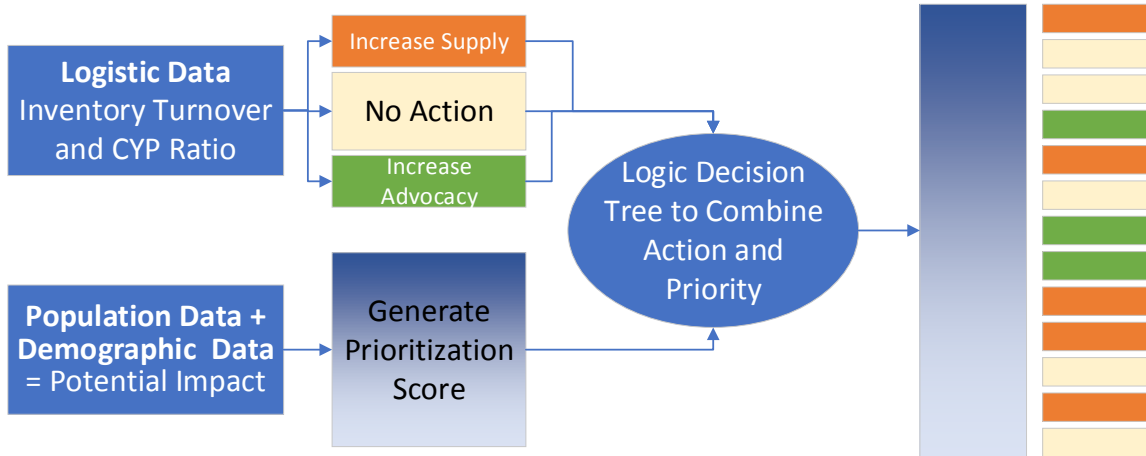 Logistic Data
Inventory Turnover
and CYP Ratio
Increase Supply
No Action
Increase
Advocacy
Logic Decision
Tree to Combine
Action and
Priority
Population Data +
Demographic Data
= Potential Impact
Generate
Prioritization
Score